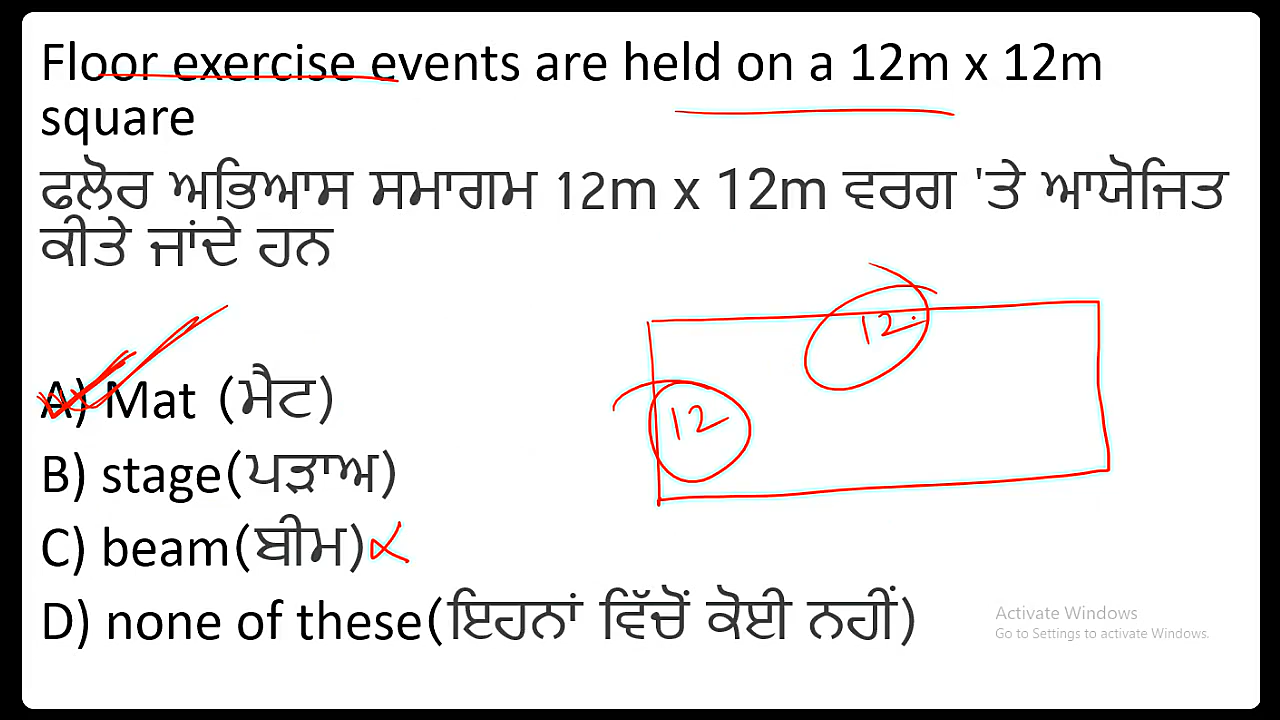 Floor exercise events are held on a 12m x 12m
square
ਫਲੋਰ ਅਭਿਆਸ ਸਮਾਗਮ 12m x 12m ਵਰਗ 'ਤੇ ਆਯੋਜਿਤ
ਕੀਤੇ ਜਾਂਦੇ ਹਨ
12
12
A) Mat (ਮੈਟ)
B) stage(ਪੜਾਅ)
C) beam(ਬੀਮ)
D) none of these(ਇਹਨਾਂ ਵਿੱਚੋਂ ਕੋਈ ਨਹੀਂ)
Activate Windows
Go to Settings to activate Windows.